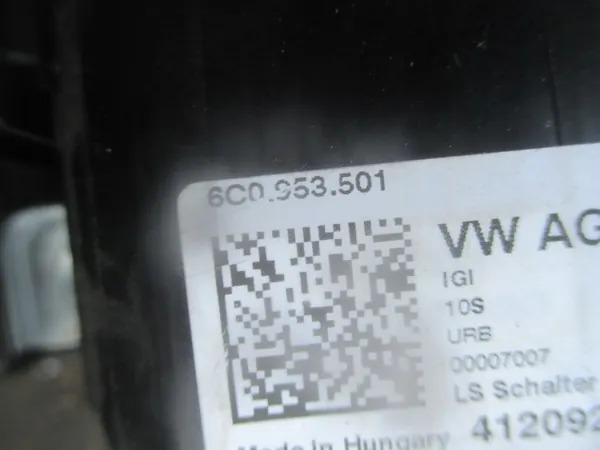 6C0.953.501
VW AG
IGI
10S
URB
00007007
LS Schalter
Made in Hungary 412092